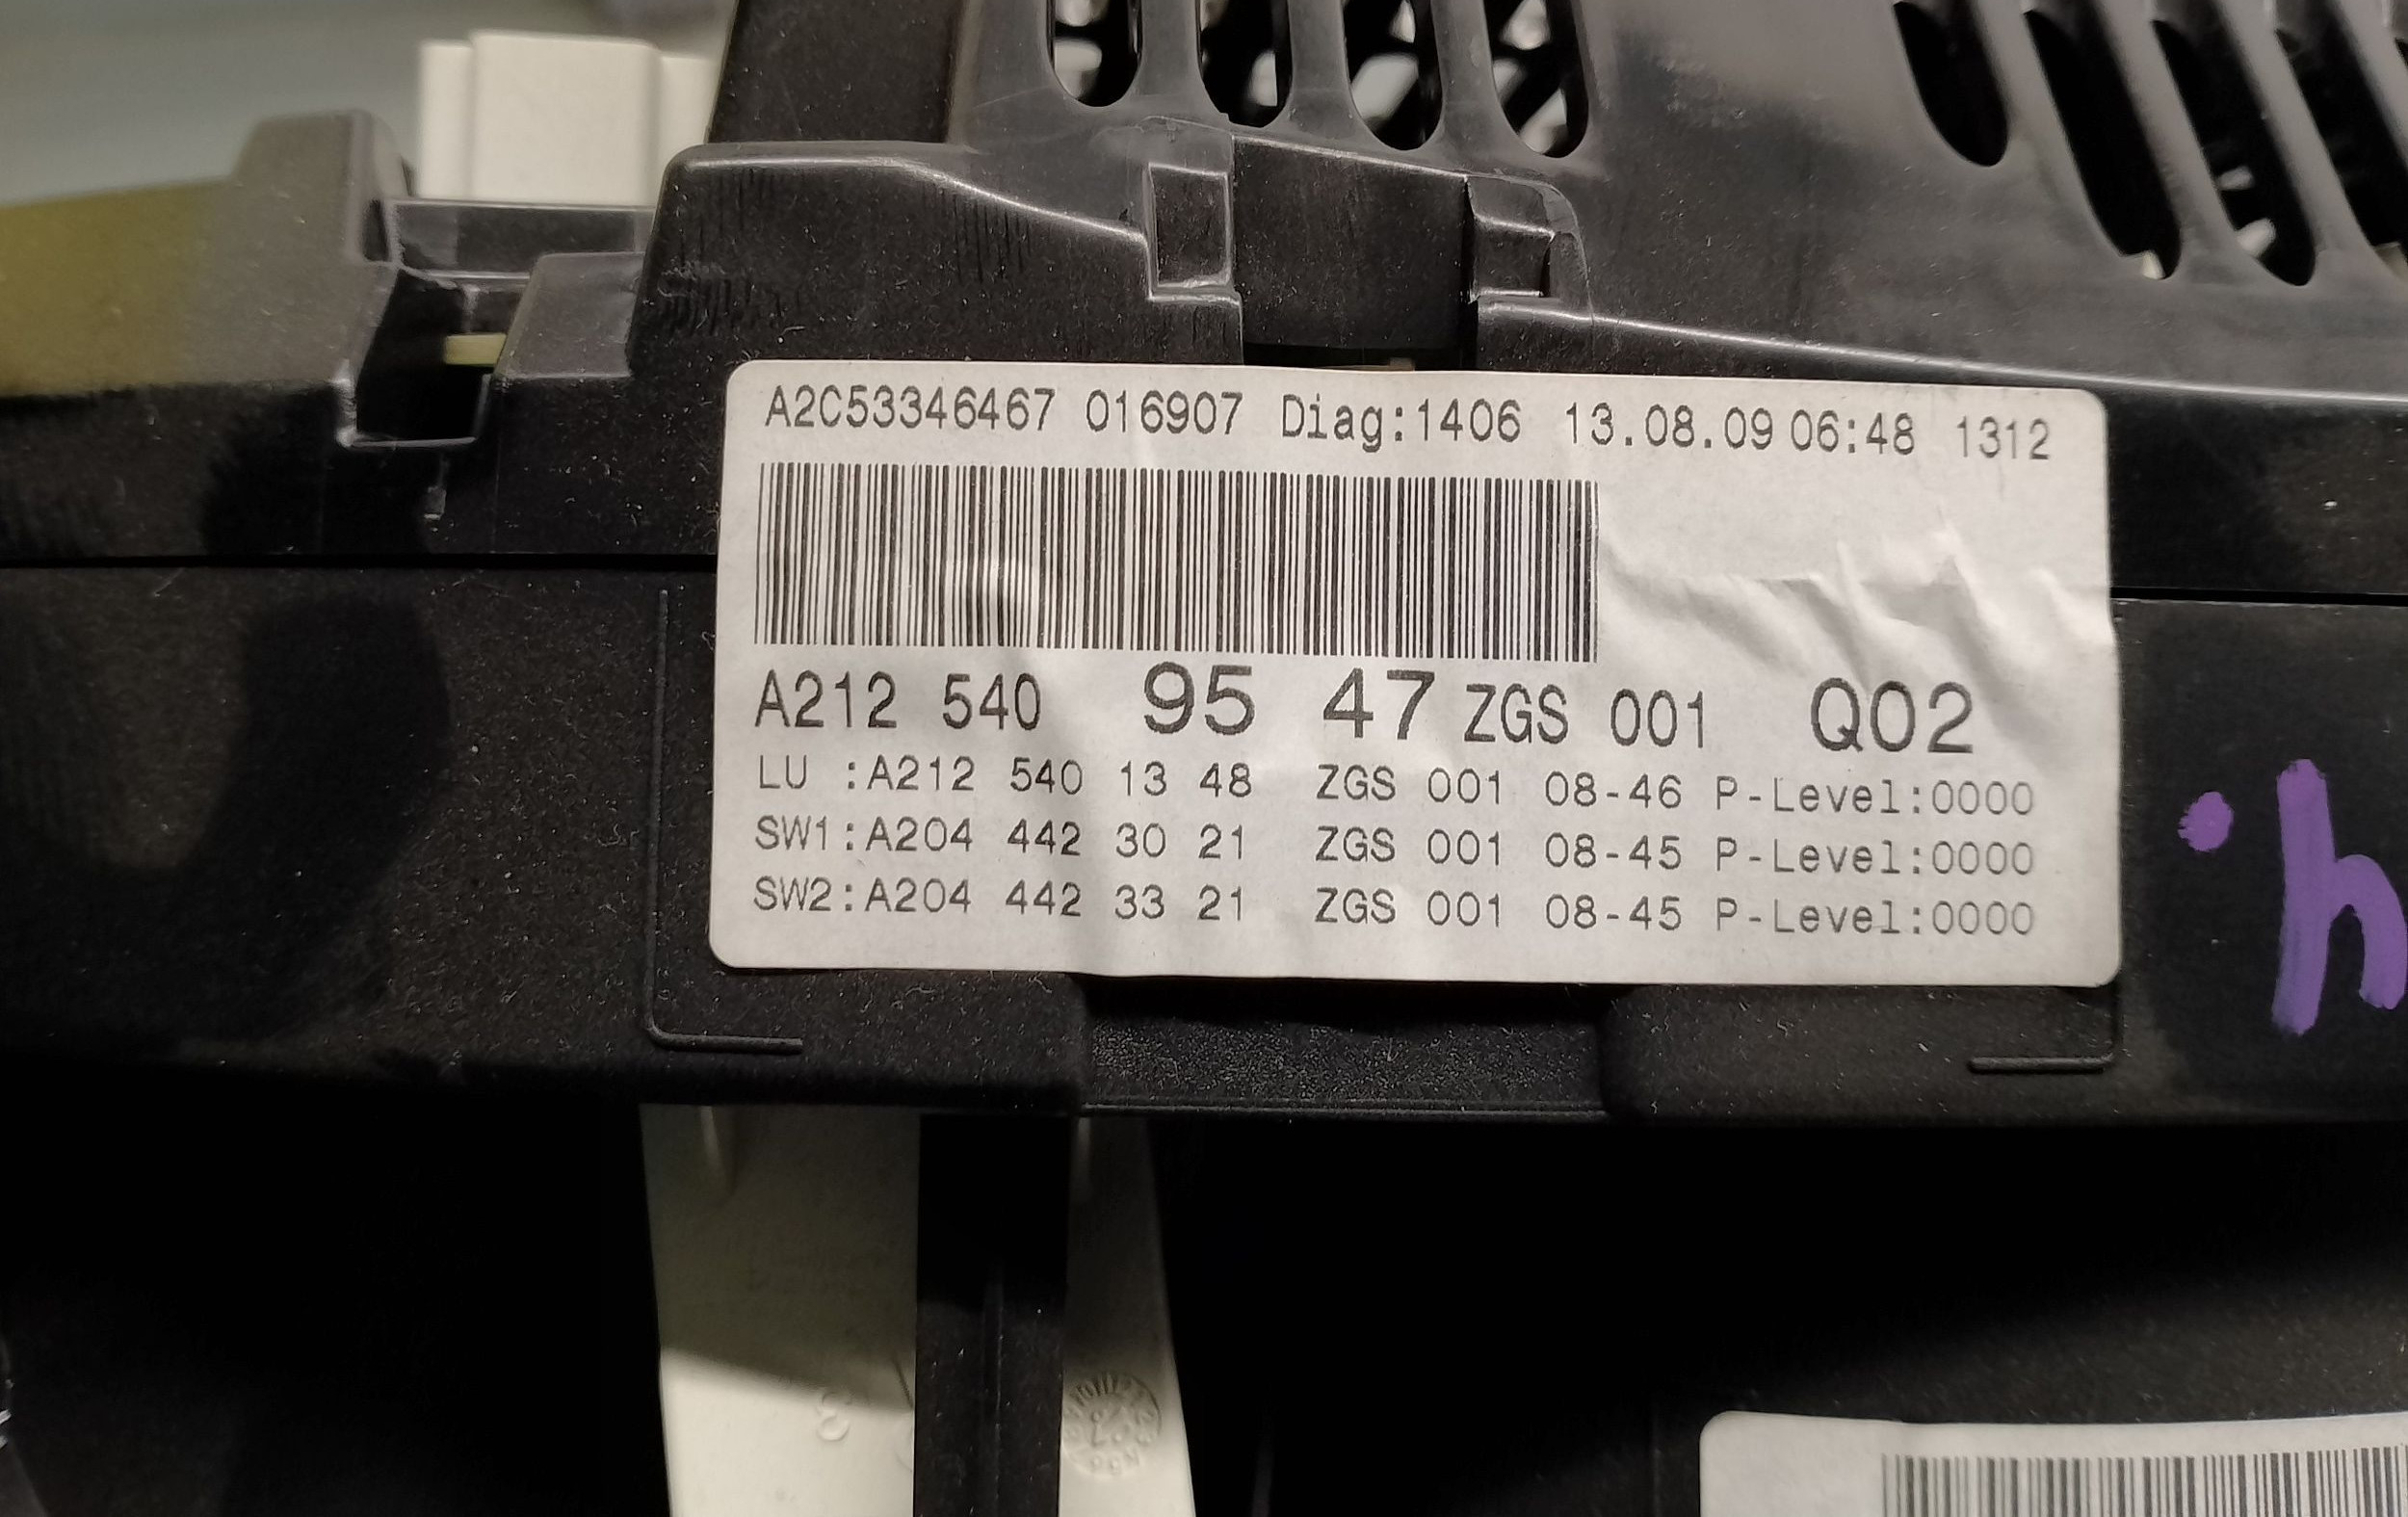 A2C53346467 016907 Diag:1406 13.08.09 06:48 1312
A212 540 95 47 ZGS 001 Q02
LU :A212 540 13 48 ZGS 001 08-46 P-Level:0000
SW1:A204 442 30 21 ZGS 001 08-45 P-Level:0000
SW2:A204 442 33 21 ZGS 001 08-45 P-Level:0000